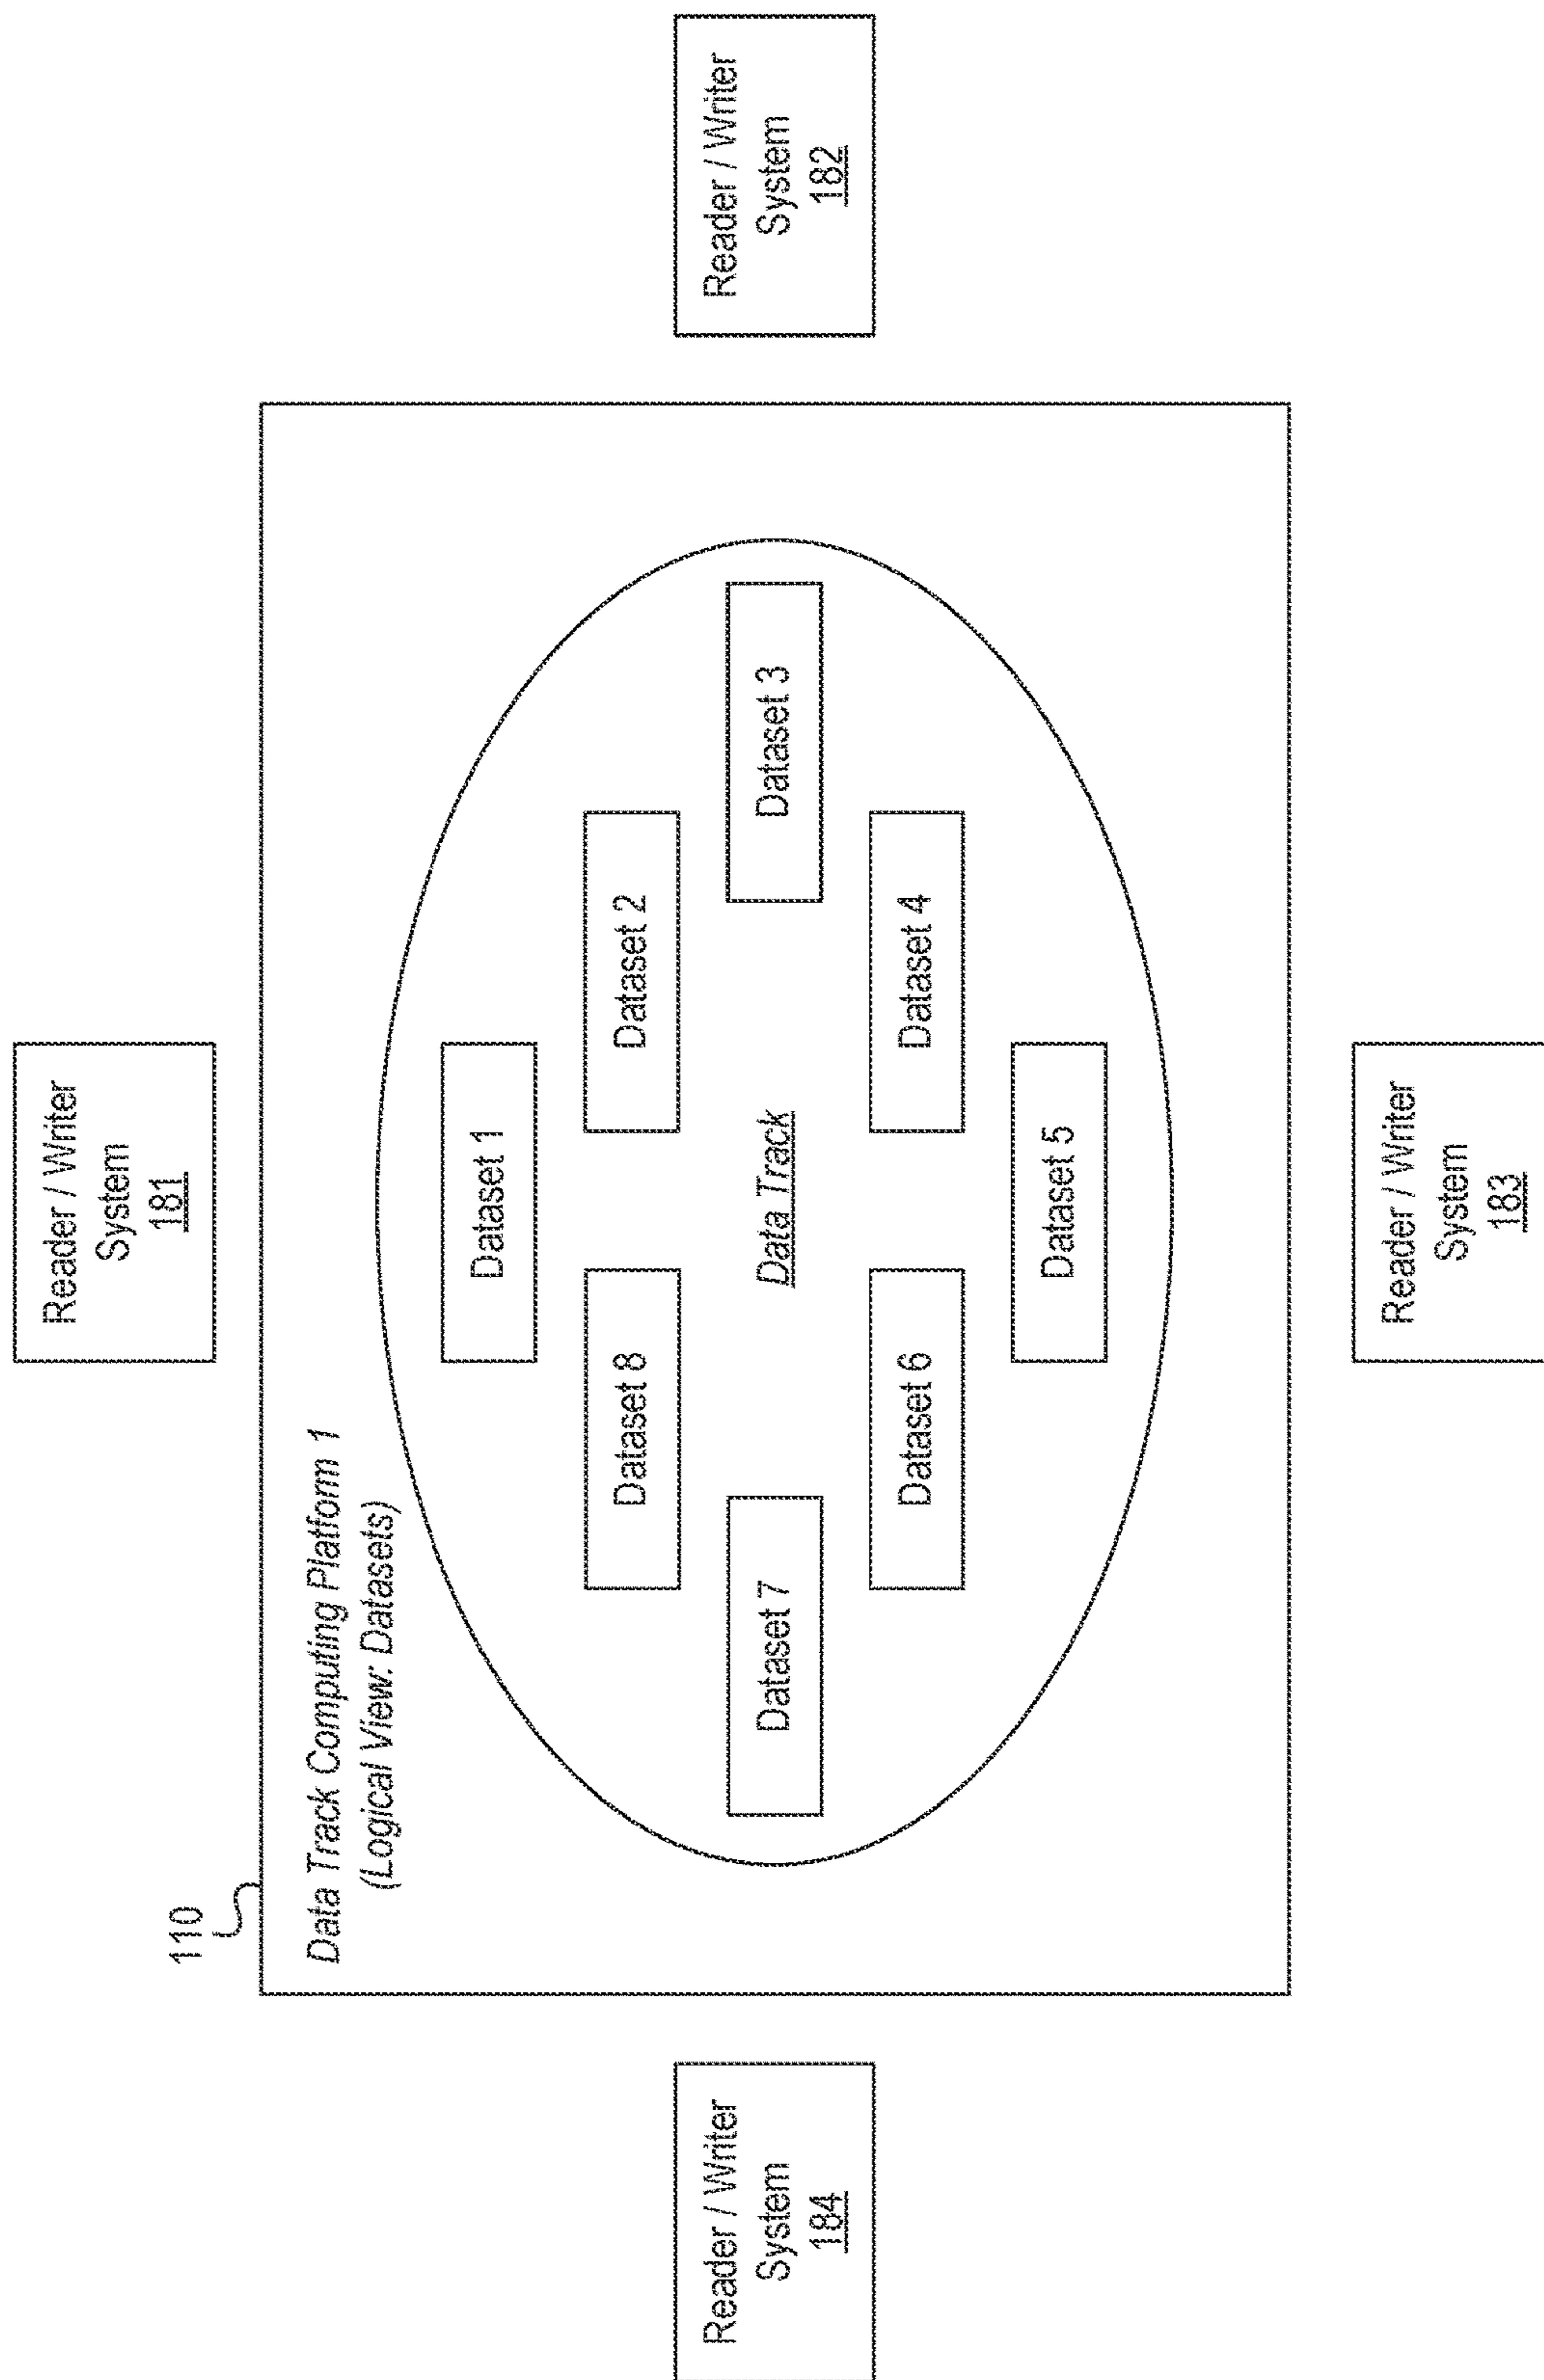 Reader / Writer
System
181
110
Data Track Computing Platform 1
(Logical View: Datasets)
Reader / Writer
System
184
Dataset 1
Dataset 8
Dataset 2
Dataset 7
Data Track
Dataset 3
Dataset 6
Dataset 4
Dataset 5
Reader / Writer
System
182
Reader / Writer
System
183